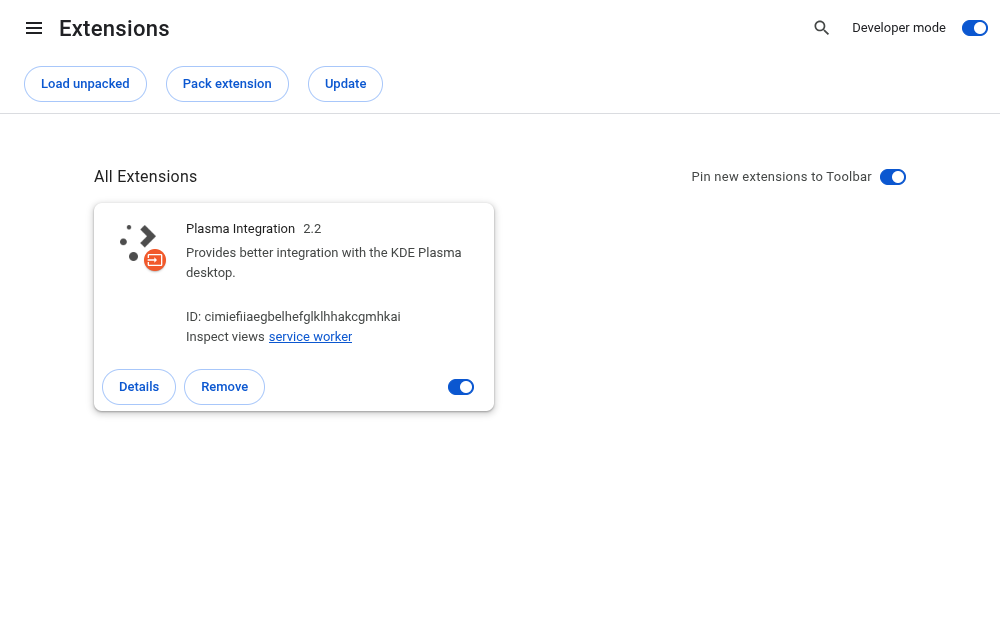 Extensions
Developer mode
Load unpacked
Pack extension
Update
All Extensions
Pin new extensions to Toolbar
Plasma Integration 2.2
Provides better integration with the KDE Plasma
desktop.
ID: cimiefiiaegbelhefglklhhakcgmhkai
Inspect views service worker
Details
Remove